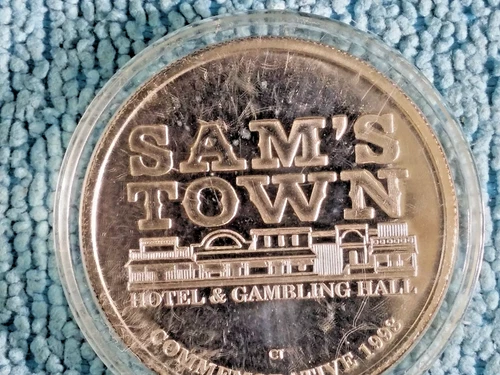 SAM'S
TOWN
HOTEL & GAMBLING HALL
CT
COMMEMORATIVE